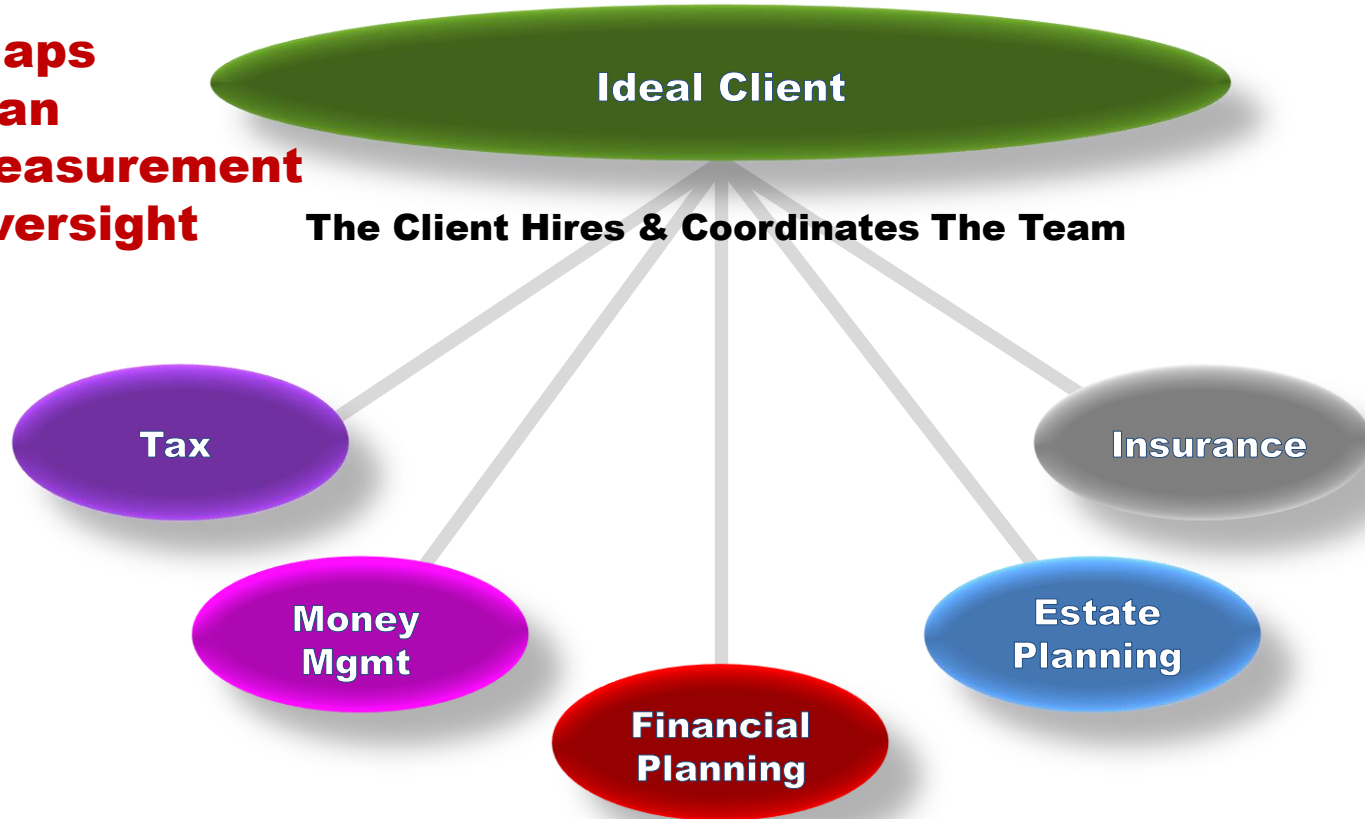 aps
an
easurement
versight
Ideal Client
The Client Hires & Coordinates The Team
Tax
Insurance
Money
Mgmt
Estate
Planning
Financial
Planning